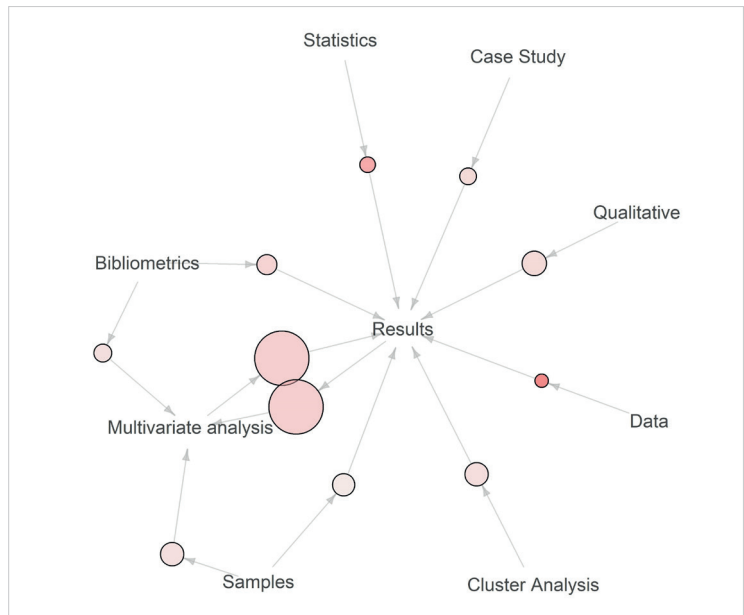 Statistics
Case Study
Qualitative
Bibliometrics
Results
Data
Multivariate analysis
Samples
Cluster Analysis